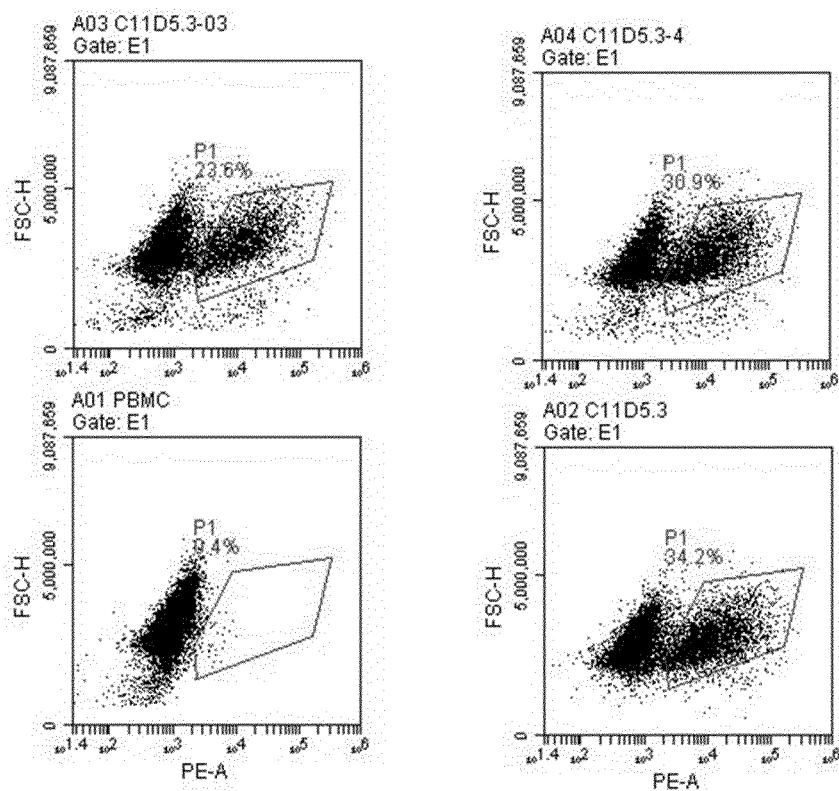 A03 C11D5.3-03
Gate: E1
9,087,659
P1
23.6%
FSC-H
5,000,000
0
10^1.4 10^2 10^3 10^4 10^5 10^6
A04 C11D5.3-4
Gate: E1
9,087,659
P1
30.9%
FSC-H
5,000,000
0
10^1.4 10^2 10^3 10^4 10^5 10^6
A01 PBMC
Gate: E1
9,087,659
P1
0.4%
FSC-H
5,000,000
0
10^1.4 10^2 10^3 10^4 10^5 10^6
PE-A
A02 C11D5.3
Gate: E1
9,087,659
P1
34.2%
FSC-H
5,000,000
0
10^1.4 10^2 10^3 10^4 10^5 10^6
PE-A